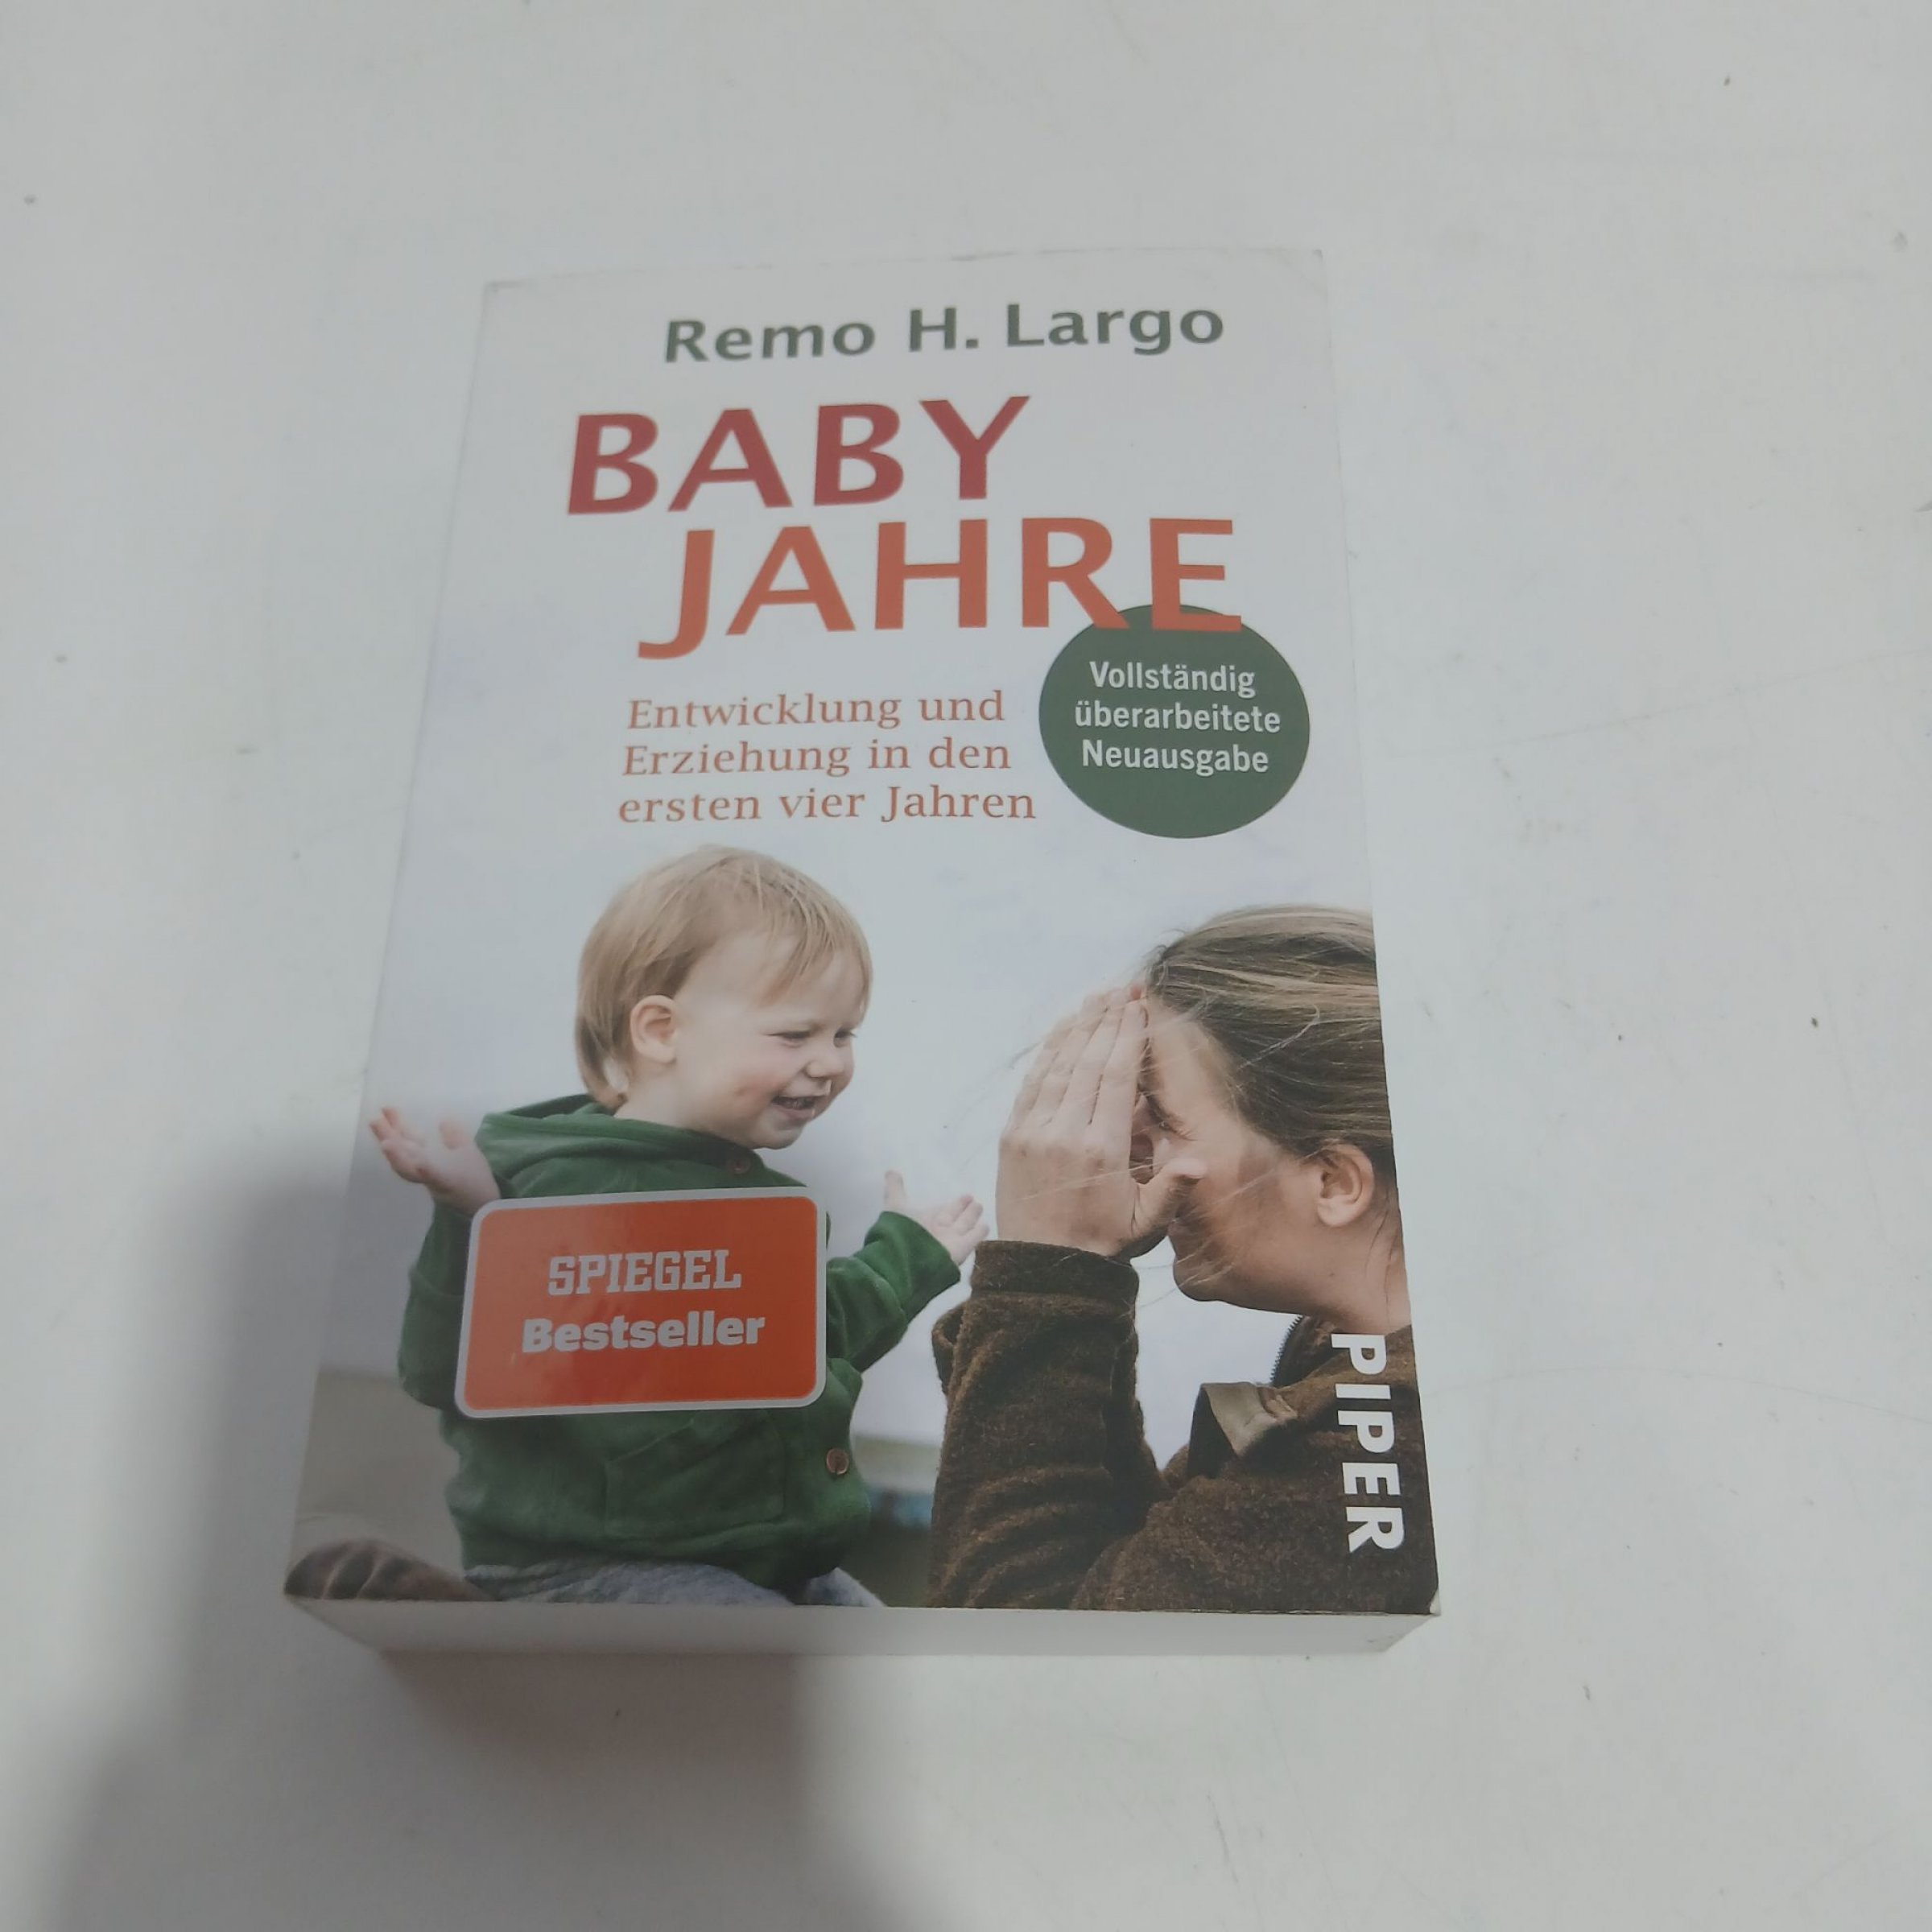 Remo H. Largo
BABY
JAHRE
Entwicklung und
Erziehung in den
ersten vier Jahren
Vollständig
überarbeitete
Neuausgabe
SPIEGEL
Bestseller
PIPER